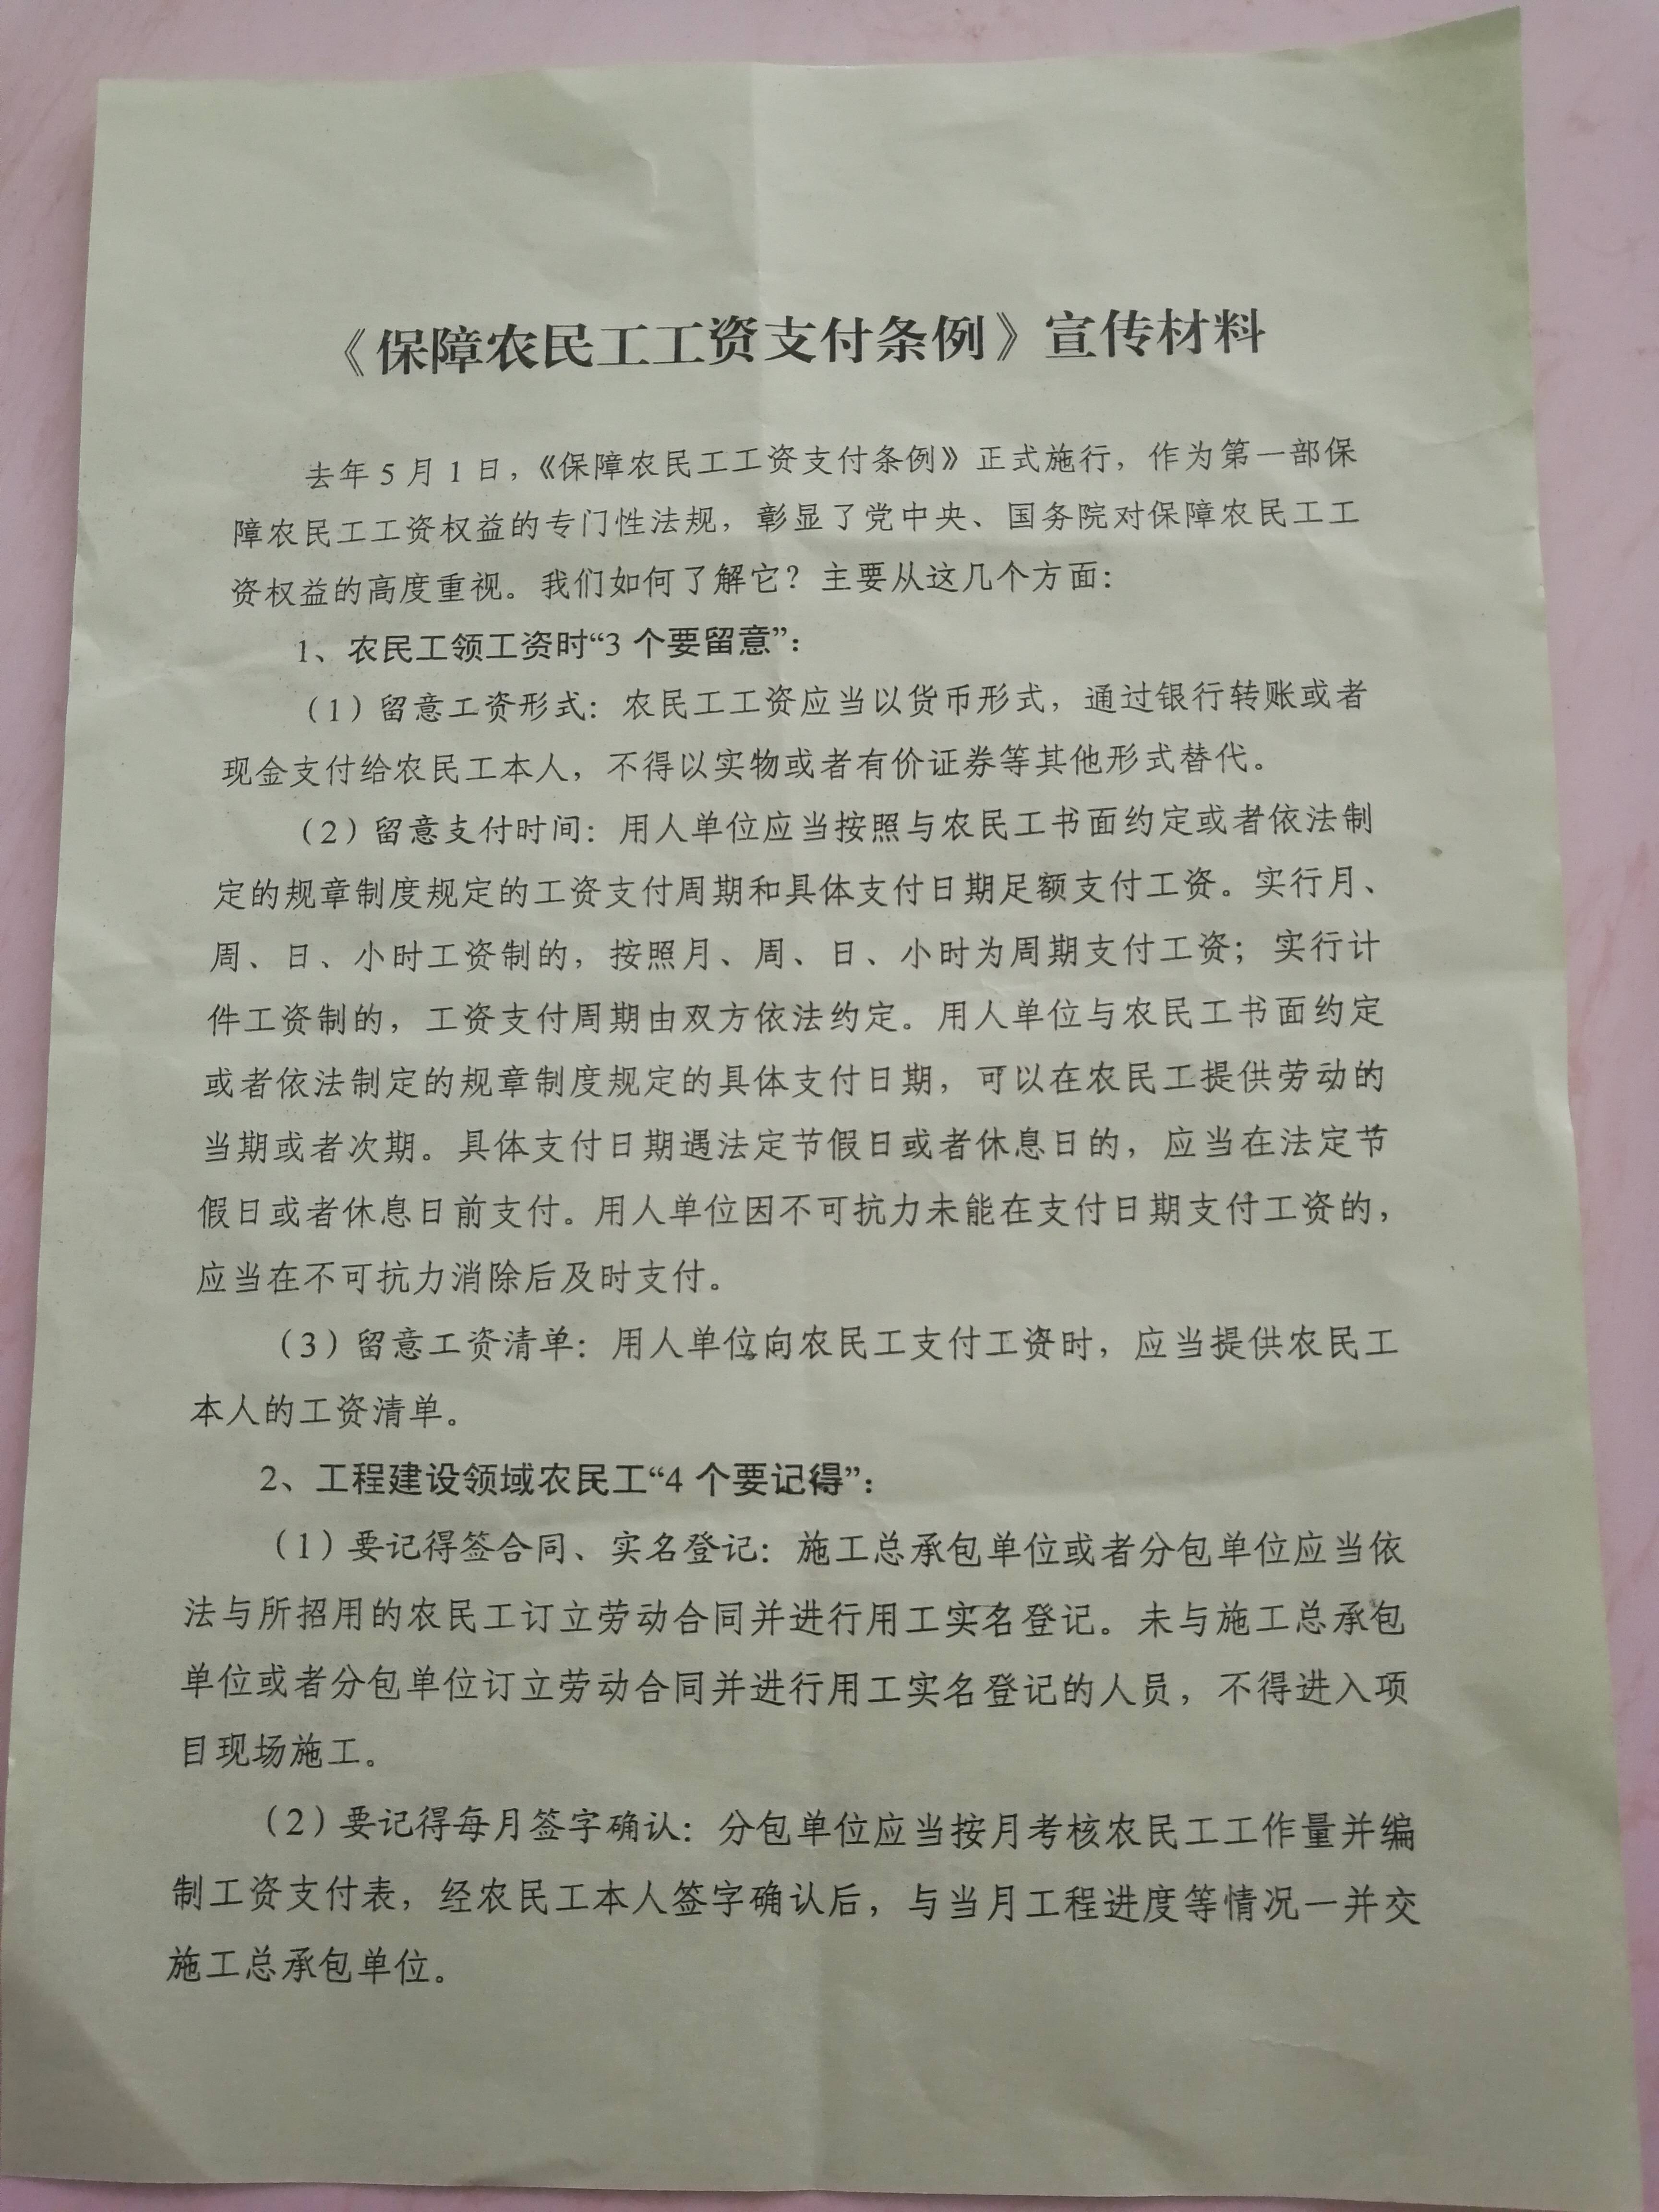 《保障农民工工资支付条例》宣传材料
去年5月1日，《保障农民工工资支付条例》正式施行，作为第一部保
障农民工工资权益的专门性法规，彰显了党中央、国务院对保障农民工工
资权益的高度重视。我们如何了解它？主要从这几个方面：
1、农民工领工资时“3个要留意”：
（1）留意工资形式：农民工工资应当以货币形式，通过银行转账或者
现金支付给农民工本人，不得以实物或者有价证券等其他形式替代。
（2）留意支付时间：用人单位应当按照与农民工书面约定或者依法制
定的规章制度规定的工资支付周期和具体支付日期足额支付工资。实行月、
周、日、小时工资制的，按照月、周、日、小时为周期支付工资；实行计
件工资制的，工资支付周期由双方依法约定。用人单位与农民工书面约定
或者依法制定的规章制度规定的具体支付日期，可以在农民工提供劳动的
当期或者次期。具体支付日期遇法定节假日或者休息日的，应当在法定节
假日或者休息日前支付。用人单位因不可抗力未能在支付日期支付工资的，
应当在不可抗力消除后及时支付。
（3）留意工资清单：用人单位向农民工支付工资时，应当提供农民工
本人的工资清单。
2、工程建设领域农民工“4个要记得”：
（1）要记得签合同、实名登记：施工总承包单位或者分包单位应当依
法与所招用的农民工订立劳动合同并进行用工实名登记。未与施工总承包
单位或者分包单位订立劳动合同并进行用工实名登记的人员，不得进入项
目现场施工。
（2）要记得每月签字确认：分包单位应当按月考核农民工工作量并编
制工资支付表，经农民工本人签字确认后，与当月工程进度等情况一并交
施工总承包单位。